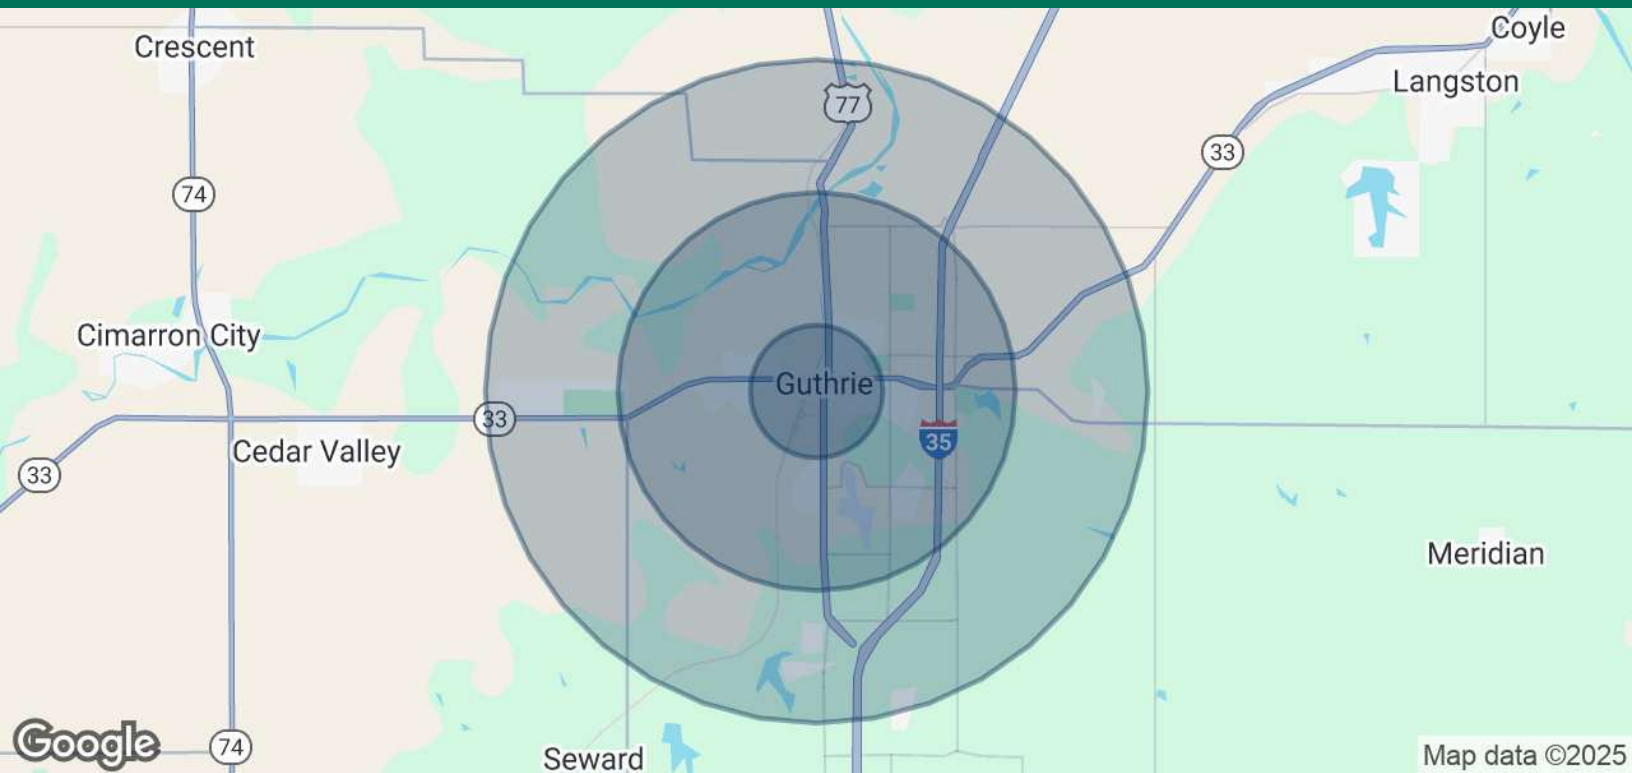 Crescent
Coyle
Langston
77
33
74
Cimarron City
Guthrie
33
35
Cedar Valley
33
Meridian
Google
74
Seward
Map data ©2025